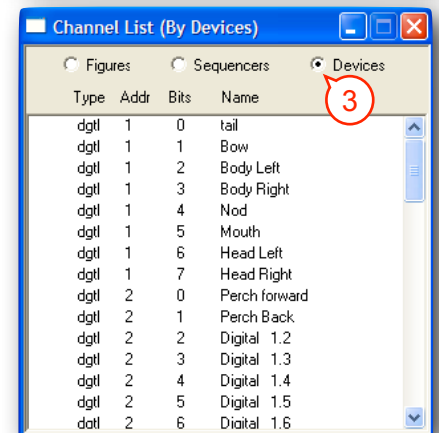 Channel List (By Devices)
Figures Sequencers Devices
3
Type Addr Bits Name
dgtl 1 0 tail
dgtl 1 1 Bow
dgtl 1 2 Body Left
dgtl 1 3 Body Right
dgtl 1 4 Nod
dgtl 1 5 Mouth
dgtl 1 6 Head Left
dgtl 1 7 Head Right
dgtl 2 0 Perch forward
dgtl 2 1 Perch Back
dgtl 2 2 Digital 1.2
dgtl 2 3 Digital 1.3
dgtl 2 4 Digital 1.4
dgtl 2 5 Digital 1.5
dgtl 2 6 Digital 1.6